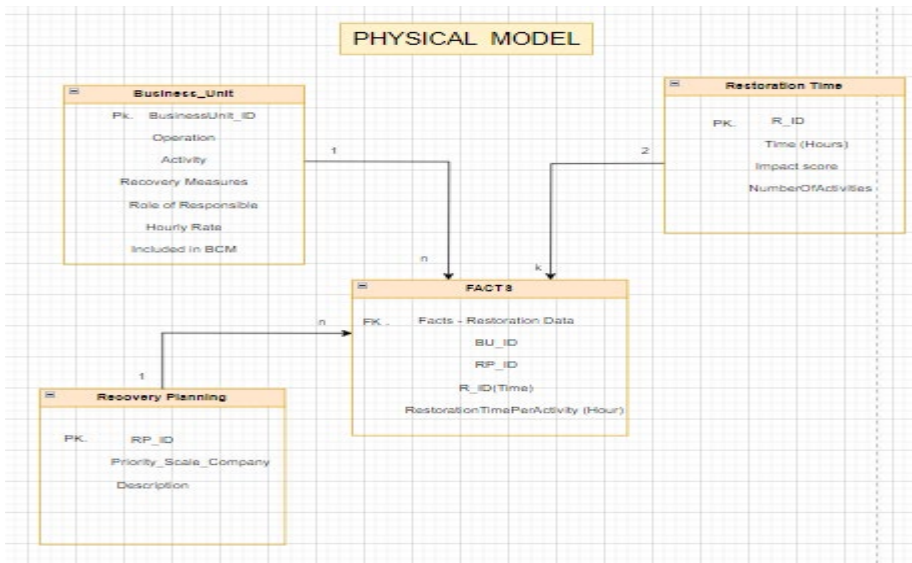 PHYSICAL MODEL
Business_Unit
Pk. BusinessUnit_ID
Operation
Activity
Recovery Measures
Role of Responsible
Hourly Rate
Included in BCM
Restoration Time
PK. R_ID
Time (Hours)
Impact score
NumberOfActivities
1
2
n
k
FACTS
FK. Facts - Restoration Data
BU_ID
RP_ID
R_ID(Time)
RestorationTimePerActivity (Hour)
n
1
Recovery Planning
PK. RP_ID
Priority_Scale_Company
Description